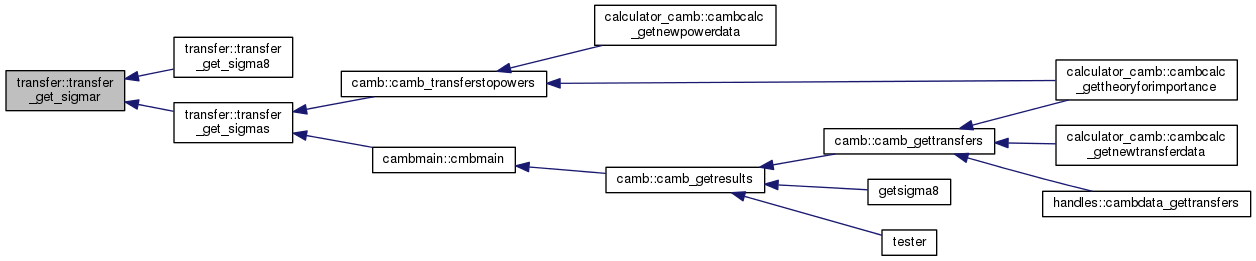 transfer::transfer
_get_sigmar
transfer::transfer
_get_sigma8
transfer::transfer
_get_sigmas
camb::camb_transferstopowers
cambmain::cmbmain
calculator_camb::cambcalc
_getnewpowerdata
camb::camb_getresults
camb::camb_gettransfers
getsigma8
tester
calculator_camb::cambcalc
_gettheoryforimportance
calculator_camb::cambcalc
_getnewtransferdata
handles::cambdata_gettransfers